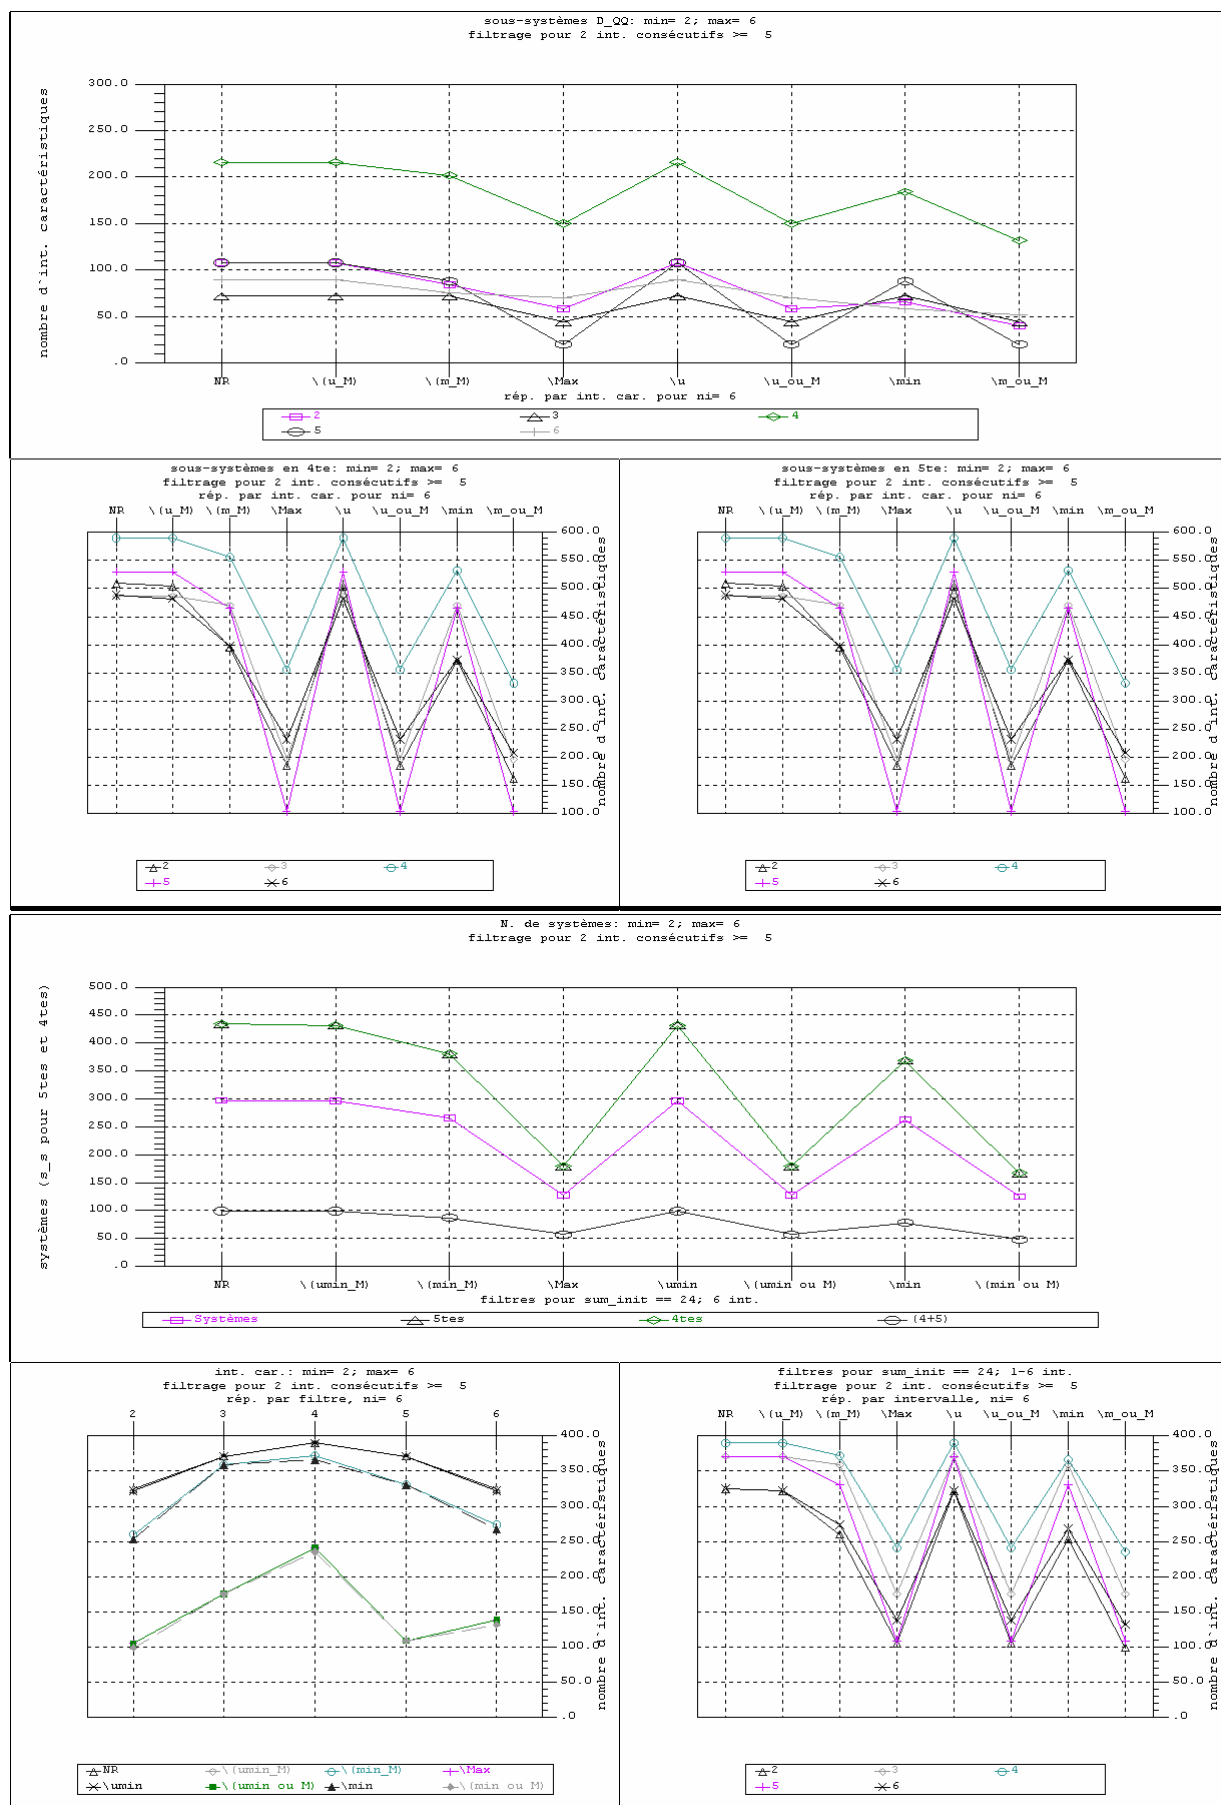 sous-systèmes D_QQ: min= 2; max= 6
filtrage pour 2 int. consécutifs >= 5
nombre d`int. caractéristiques
300.0
250.0
200.0
150.0
100.0
50.0
.0
NR \(u_M) \(m_M) \Max \u \u_ou_M \min \m_ou_M
rép. par int. car. pour ni= 6
2 3 4
5 6
sous-systèmes en 4te: min= 2; max= 6
filtrage pour 2 int. consécutifs >= 5
rép. par int. car. pour ni= 6
NR \(u_M) \(m_M) \Max \u \u_ou_M \min \m_ou_M
600.0
550.0
500.0
450.0
400.0
350.0
300.0
250.0
200.0
150.0
100.0
nombre d`int. caractéristiques
2 3 4
5 6
sous-systèmes en 5te: min= 2; max= 6
filtrage pour 2 int. consécutifs >= 5
rép. par int. car. pour ni= 6
NR \(u_M) \(m_M) \Max \u \u_ou_M \min \m_ou_M
600.0
550.0
500.0
450.0
400.0
350.0
300.0
250.0
200.0
150.0
100.0
nombre d`int. caractéristiques
2 3 4
5 6
N. de systèmes: min= 2; max= 6
filtrage pour 2 int. consécutifs >= 5
systèmes (s_s pour 5tes et 4tes)
500.0
450.0
400.0
350.0
300.0
250.0
200.0
150.0
100.0
50.0
.0
NR \(umin_M) \(min_M) \Max \umin \(umin ou M) \min \(min ou M)
filtres pour sum_init == 24; 6 int.
Systèmes 5tes 4tes (4+5)
int. car.: min= 2; max= 6
filtrage pour 2 int. consécutifs >= 5
rép. par filtre, ni= 6
2 3 4 5 6
400.0
350.0
300.0
250.0
200.0
150.0
100.0
50.0
.0
nombre d`int. caractéristiques
NR \(umin_M) \(min_M) \Max
\umin \(umin ou M) \min \(min ou M)
filtres pour sum_init == 24; 1-6 int.
filtrage pour 2 int. consécutifs >= 5
rép. par intervalle, ni= 6
NR \(u_M) \(m_M) \Max \u \u_ou_M \min \m_ou_M
400.0
350.0
300.0
250.0
200.0
150.0
100.0
50.0
.0
nombre d`int. caractéristiques
2 3 4
5 6